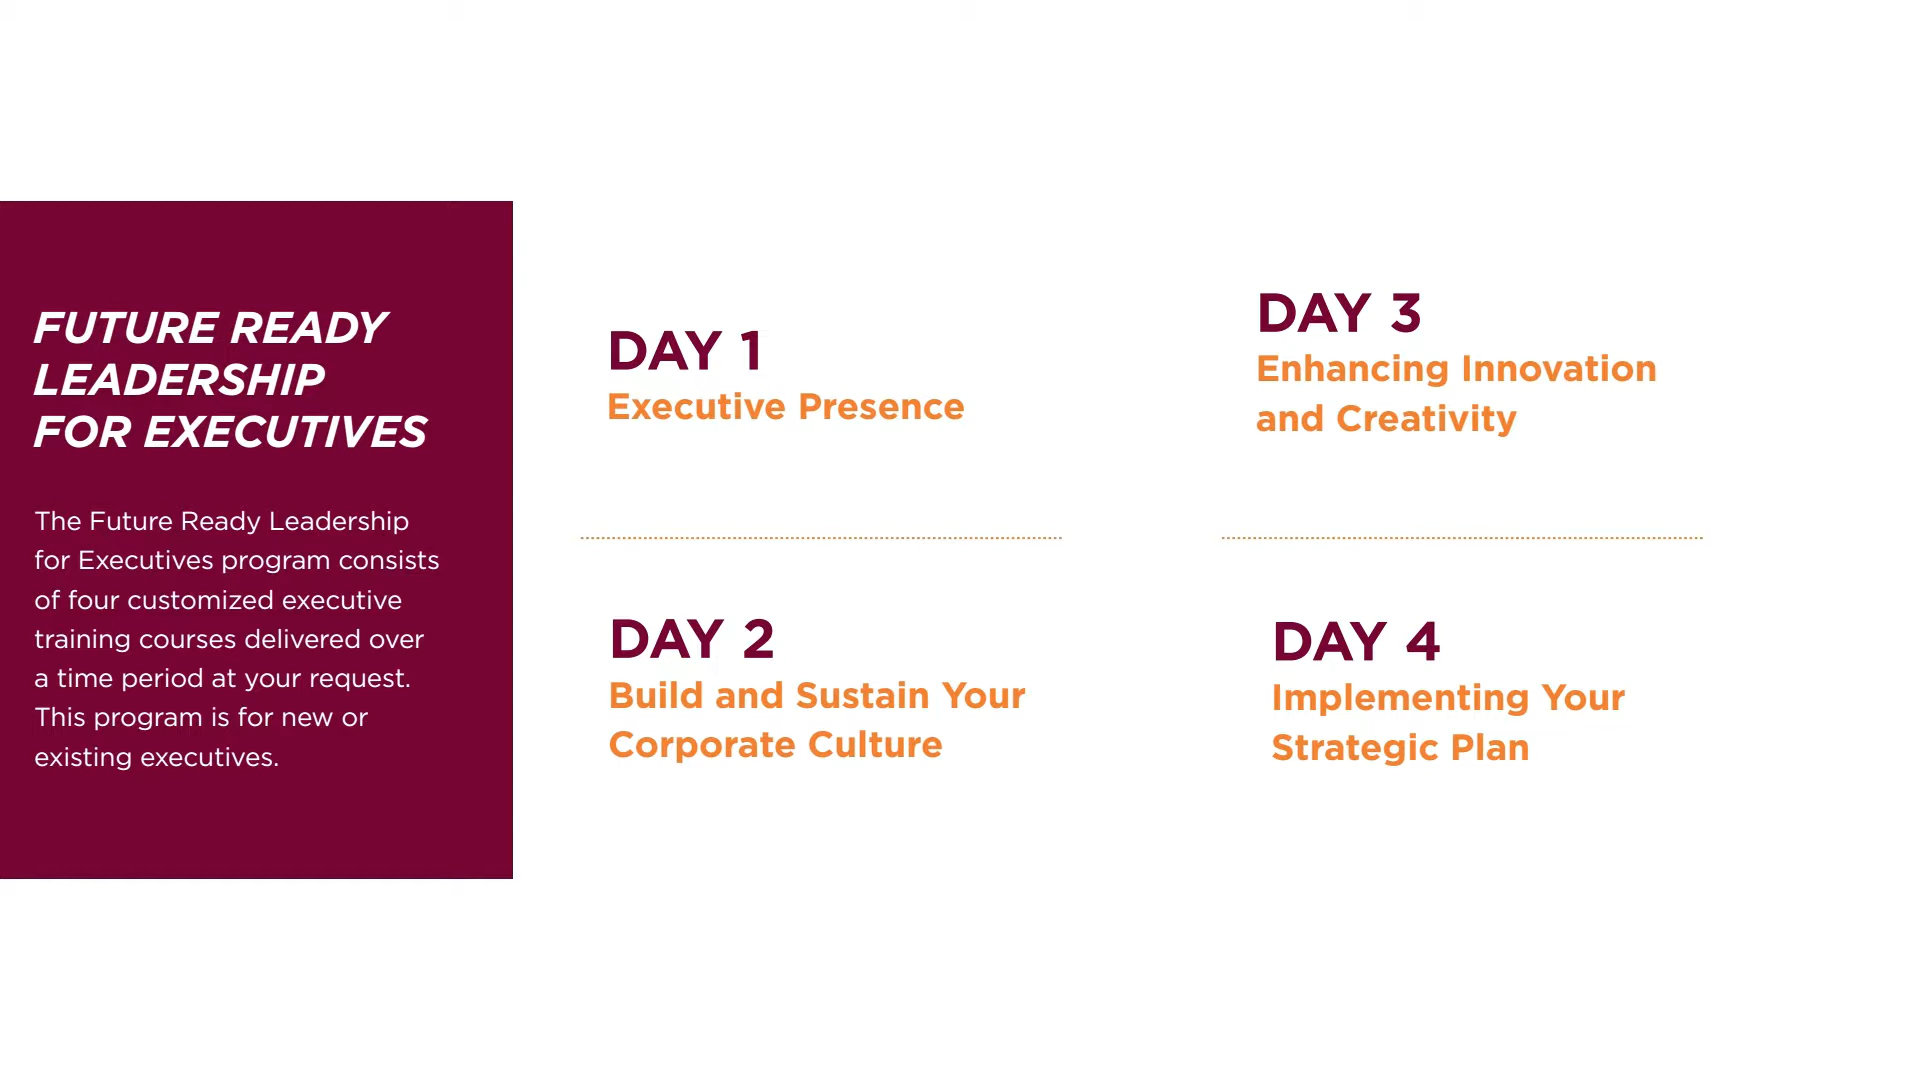 FUTURE READY
LEADERSHIP
FOR EXECUTIVES
The Future Ready Leadership
for Executives program consists
of four customized executive
training courses delivered over
a time period at your request.
This program is for new or
existing executives.
DAY 1
Executive Presence
DAY 2
Build and Sustain Your
Corporate Culture
DAY 3
Enhancing Innovation
and Creativity
DAY 4
Implementing Your
Strategic Plan